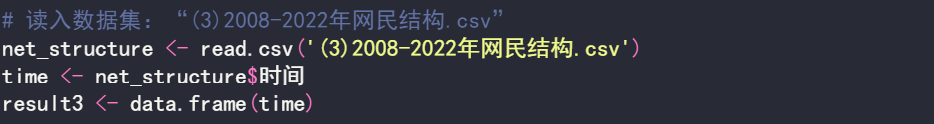 # 读入数据集：“(3)2008-2022年网民结构.csv”
net_structure <- read.csv('(3)2008-2022年网民结构.csv')
time <- net_structure$时间
result3 <- data.frame(time)